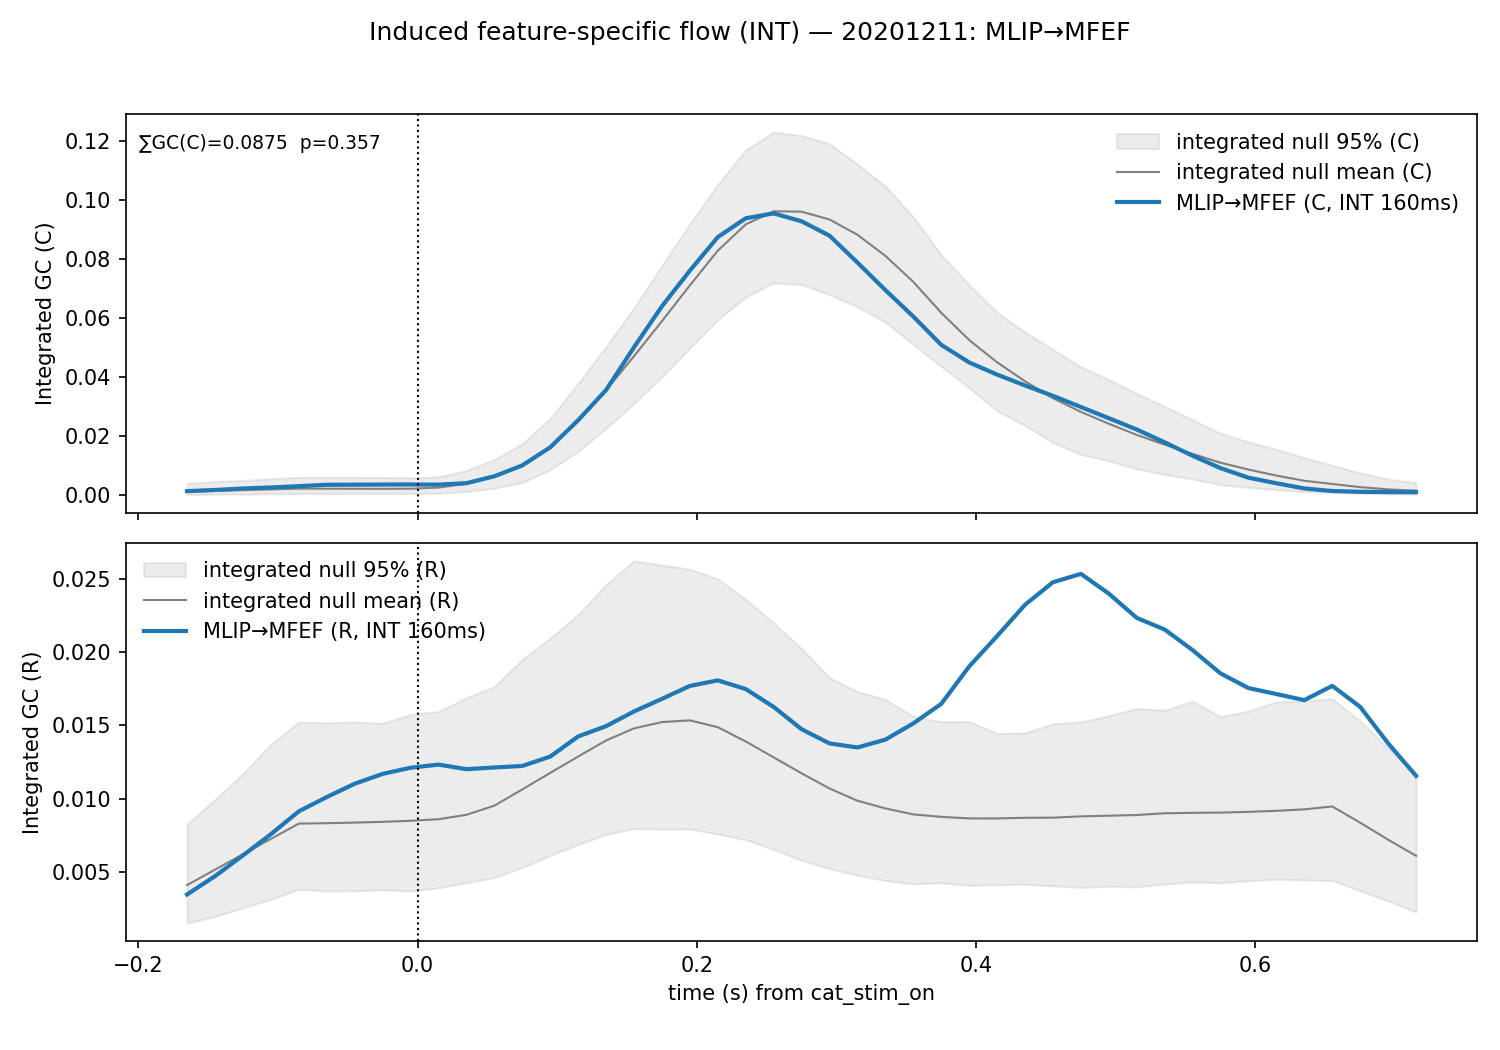 Induced feature-specific flow (INT) — 20201211: MLIP→MFEF
∑GC(C)=0.0875  p=0.357
integrated null 95% (C)
integrated null mean (C)
MLIP→MFEF (C, INT 160ms)
Integrated GC (C)
0.12
0.10
0.08
0.06
0.04
0.02
0.00
integrated null 95% (R)
integrated null mean (R)
MLIP→MFEF (R, INT 160ms)
Integrated GC (R)
0.025
0.020
0.015
0.010
0.005
−0.2 0.0 0.2 0.4 0.6
time (s) from cat_stim_on